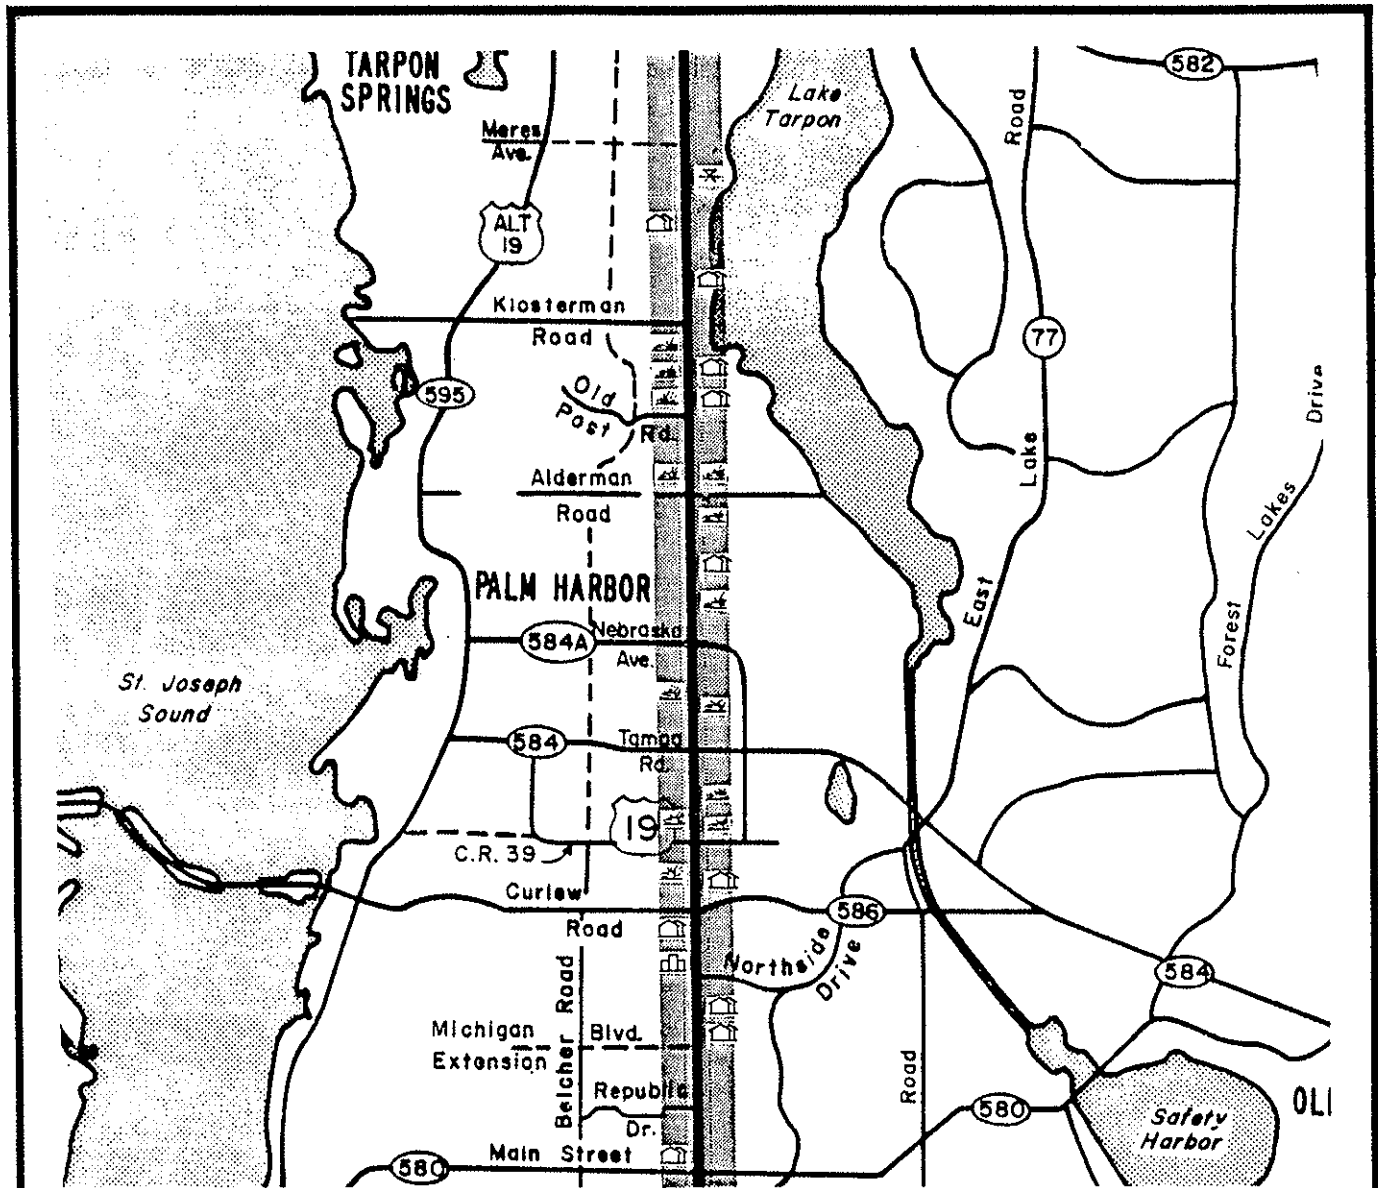 TARPON
SPRINGS
Lake
Tarpon
582
Road
Meres
Ave.
ALT
19
Klosterman
Road
77
595
Old
Post
Rd.
Lake
Drive
Alderman
Road
Lakes
PALM HARBOR
East
Forest
584A
Nebraska
Ave.
St. Joseph
Sound
584
Tampa
Rd.
19
C.R. 39
Curlew
Road
586
Northside
Drive
584
Belcher Road
Michigan Blvd.
Extension
Road
Republic
Dr.
580
OLD
Safety
Harbor
Main Street
580